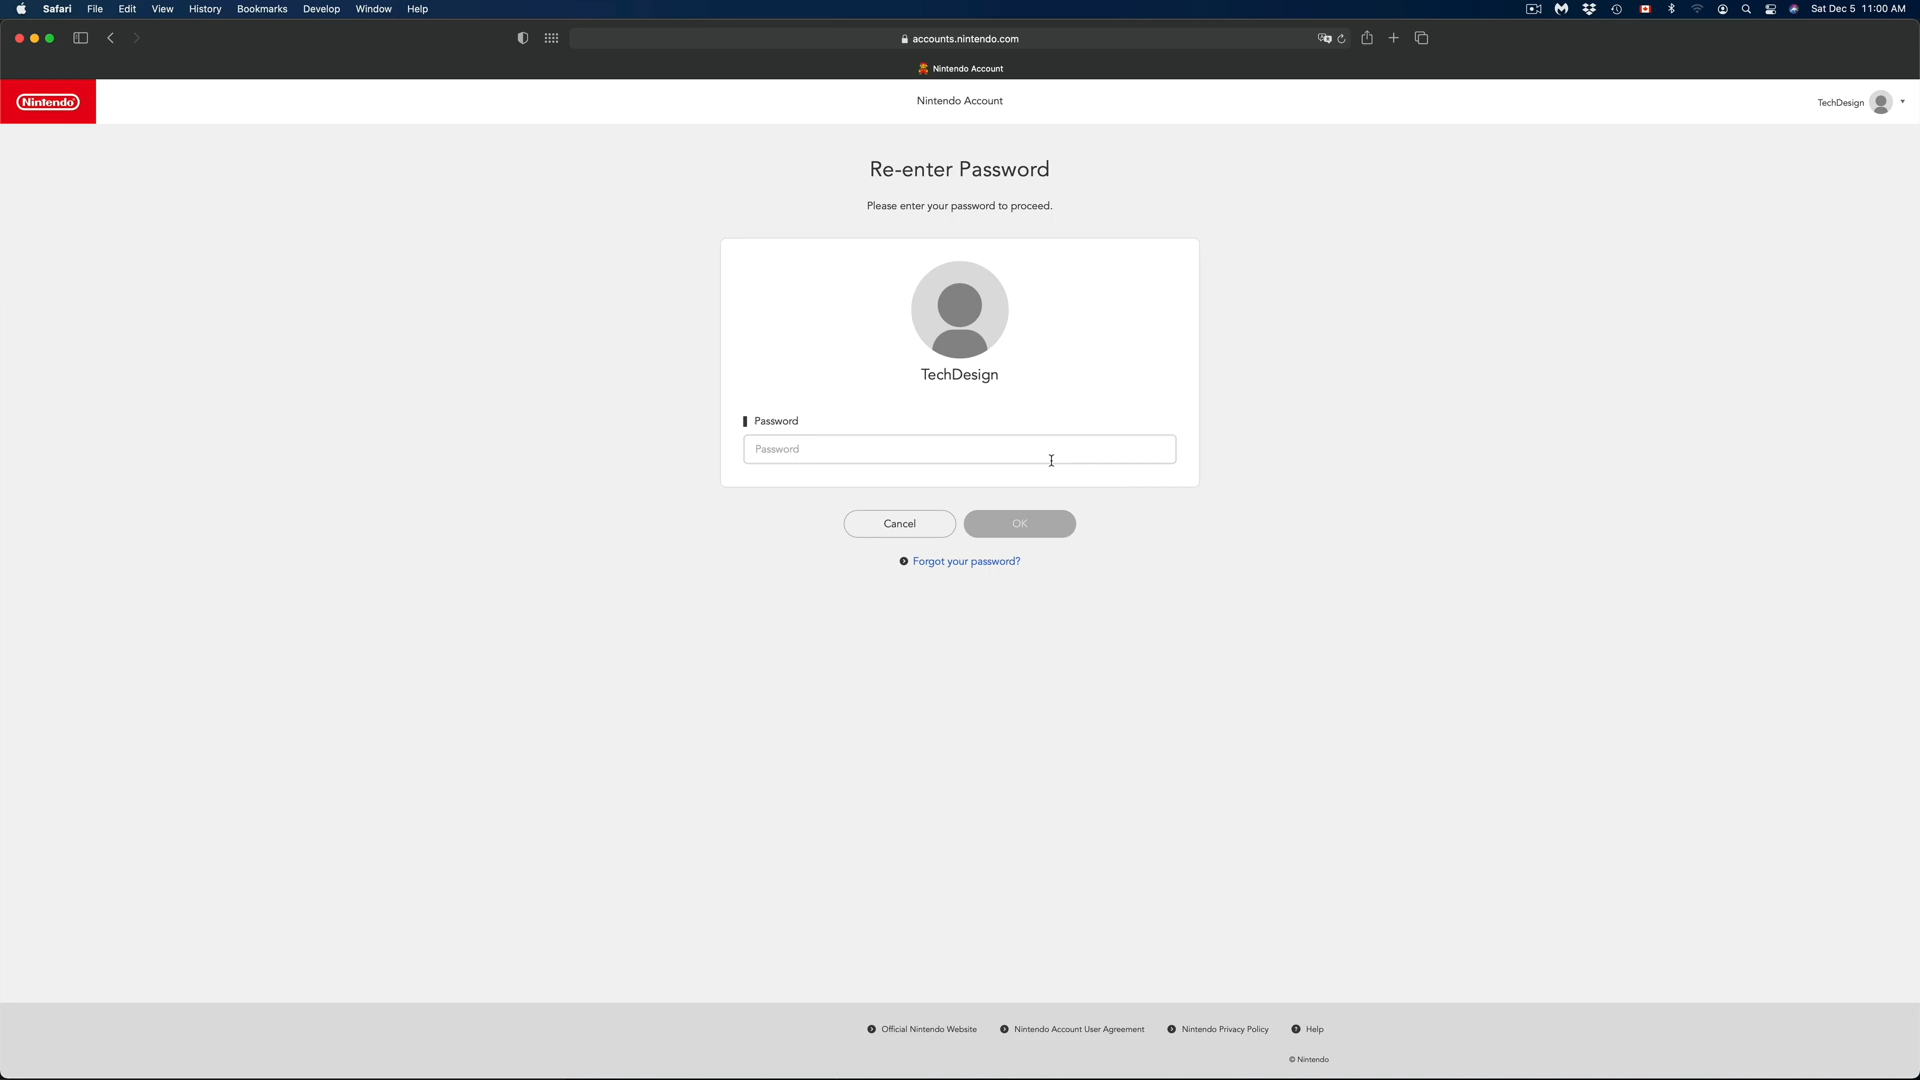 Safari File Edit View History Bookmarks Develop Window Help Sat Dec 5 11:00 AM
accounts.nintendo.com
Nintendo Account
Nintendo
Nintendo Account
TechDesign
Re-enter Password
Please enter your password to proceed.
TechDesign
Password
Password
Cancel
OK
Forgot your password?
Official Nintendo Website
Nintendo Account User Agreement
Nintendo Privacy Policy
Help
© Nintendo